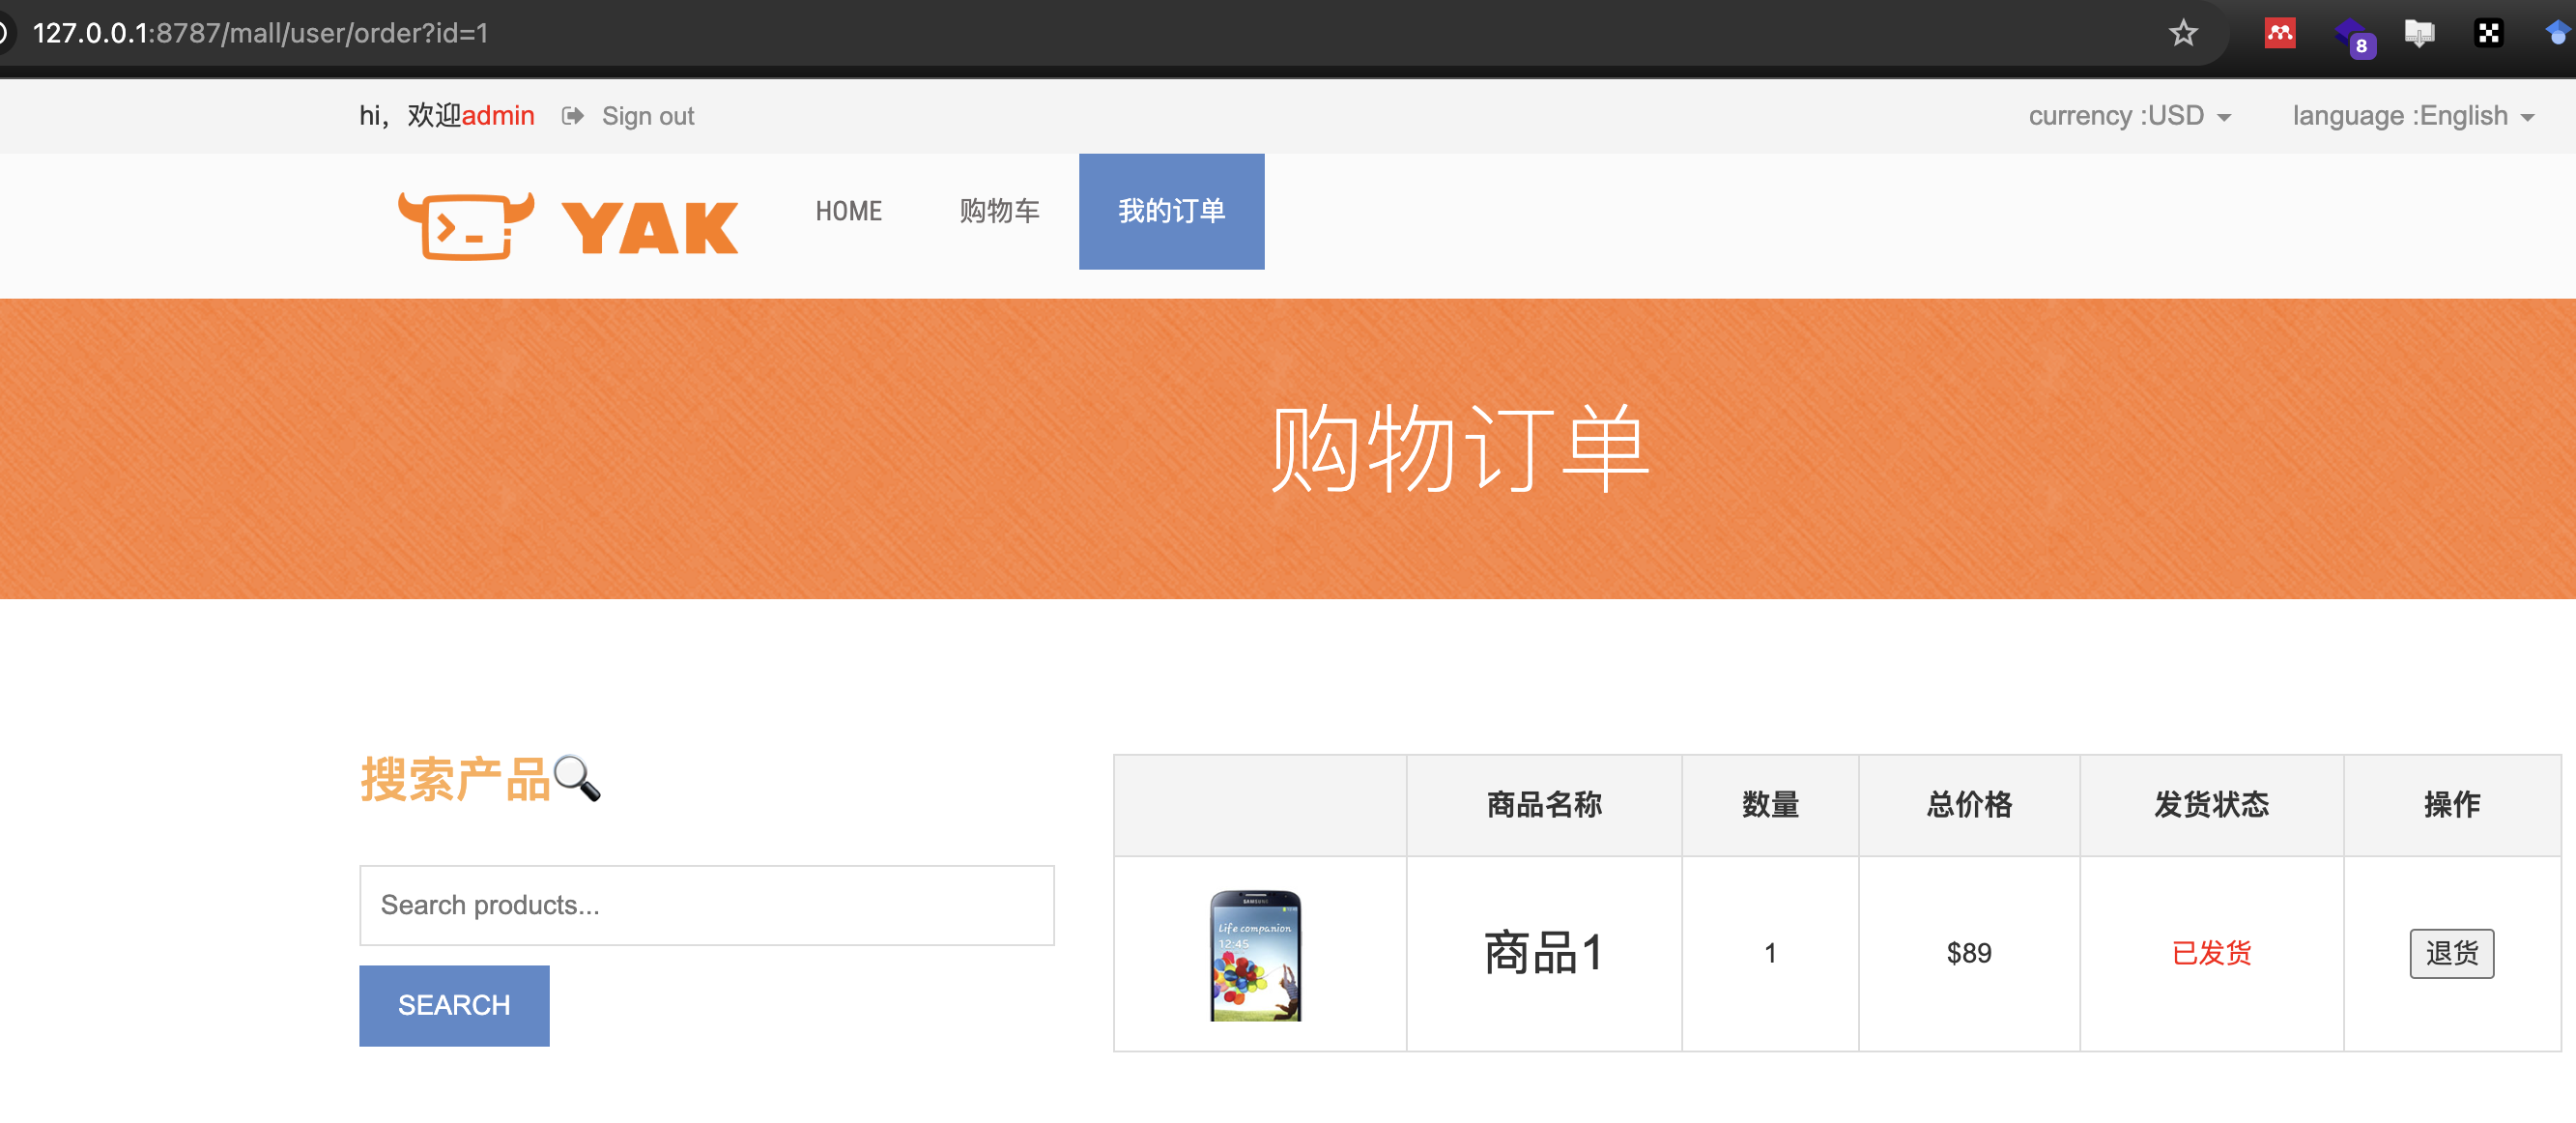 127.0.0.1:8787/mall/user/order?id=1
8
hi，欢迎admin Sign out currency :USD language :English
YAK HOME 购物车 我的订单
购物订单
搜索产品
商品名称 数量 总价格 发货状态 操作
Search products...
SEARCH
SAMSUNG
Life companion
12:45
商品1 1 $89 已发货 退货